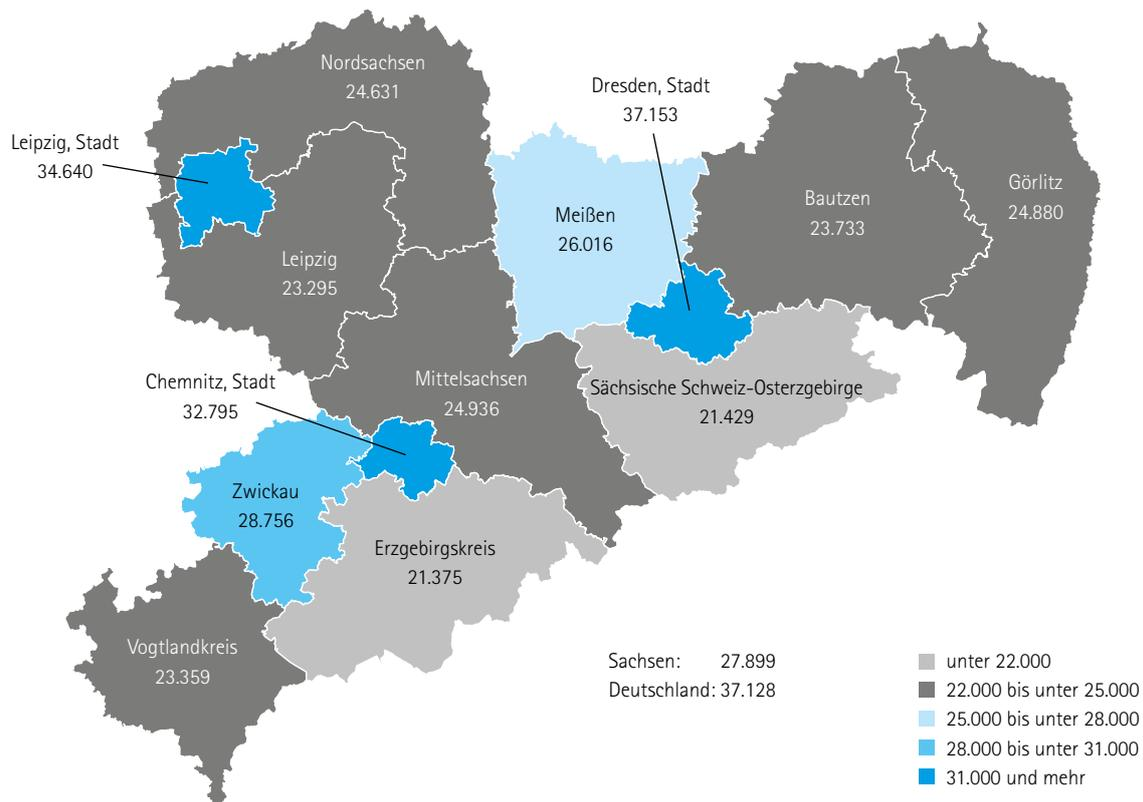 Nordsachsen
24.631
Dresden, Stadt
37.153
Leipzig, Stadt
34.640
Meißen
26.016
Bautzen
23.733
Görlitz
24.880
Leipzig
23.295
Chemnitz, Stadt
32.795
Mittelsachsen
24.936
Sächsische Schweiz-Osterzgebirge
21.429
Zwickau
28.756
Erzgebirgskreis
21.375
Vogtlandkreis
23.359
Sachsen: 27.899
Deutschland: 37.128
unter 22.000
22.000 bis unter 25.000
25.000 bis unter 28.000
28.000 bis unter 31.000
31.000 und mehr